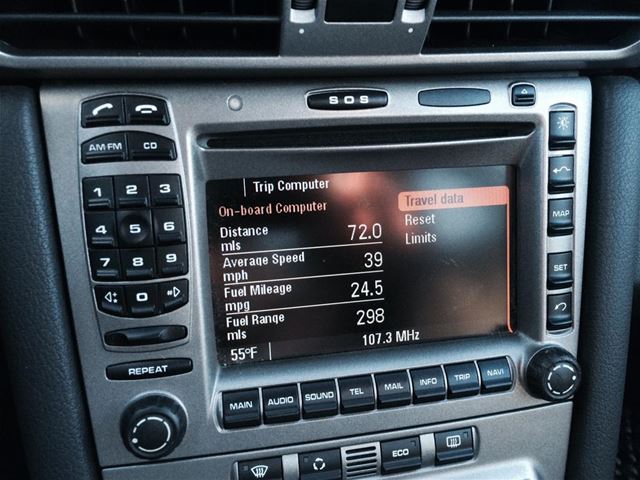 SOS
AM FM
CD
1 2 3
4 5 6
7 8 9
0
REPEAT
Trip Computer
On-board Computer
Distance
mls
72.0
Average Speed
mph
39
Fuel Mileage
mpg
24.5
Fuel Range
mls
298
55°F
107.3 MHz
Travel data
Reset
Limits
MAP
SET
MAIN
AUDIO
SOUND
TEL
MAIL
INFO
TRIP
NAVI
ECO